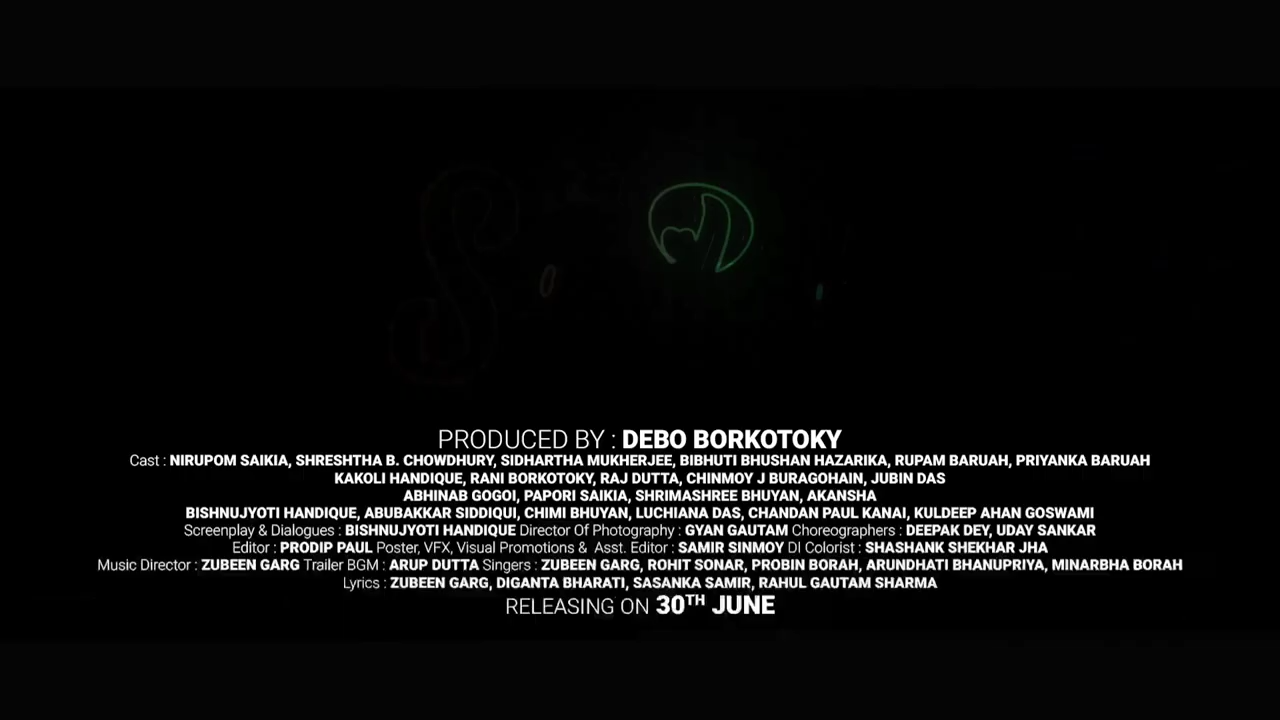 PRODUCED BY : DEBO BORKOTOKY
Cast : NIRUPOM SAIKIA, SHRESHTHA B. CHOWDHURY, SIDHARTHA MUKHERJEE, BIBHUTI BHUSHAN HAZARIKA, RUPAM BARUAH, PRIYANKA BARUAH
KAKOLI HANDIQUE, RANI BORKOTOKY, RAJ DUTTA, CHINMOY J BURAGOHAIN, JUBIN DAS
ABHINAB GOGOI, PAPORI SAIKIA, SHRIMASHREE BHUYAN, AKANSHA
BISHNUJYOTI HANDIQUE, ABUBAKKAR SIDDIQUI, CHIMI BHUYAN, LUCHIANA DAS, CHANDAN PAUL KANAI, KULDEEP AHAN GOSWAMI
Screenplay & Dialogues : BISHNUJYOTI HANDIQUE Director Of Photography : GYAN GAUTAM Choreographers : DEEPAK DEY, UDAY SANKAR
Editor : PRODIP PAUL Poster, VFX, Visual Promotions & Asst. Editor : SAMIR SINMOY DI Colorist : SHASHANK SHEKHAR JHA
Music Director : ZUBEEN GARG Trailer BGM : ARUP DUTTA Singers : ZUBEEN GARG, ROHIT SONAR, PROBIN BORAH, ARUNDHATI BHANUPRIYA, MINARBHA BORAH
Lyrics : ZUBEEN GARG, DIGANTA BHARATI, SASANKA SAMIR, RAHUL GAUTAM SHARMA
RELEASING ON 30TH JUNE